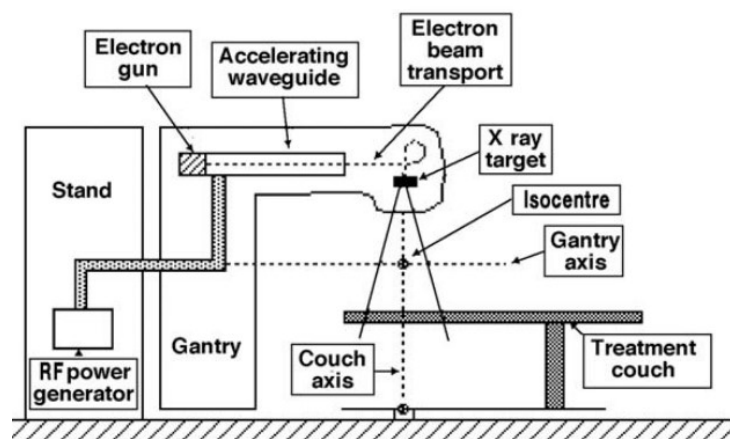 Electron
gun
Accelerating
waveguide
Electron
beam
transport
X ray
target
Stand
Isocentre
Gantry
axis
Gantry
Couch
axis
Treatment
couch
RF power
generator